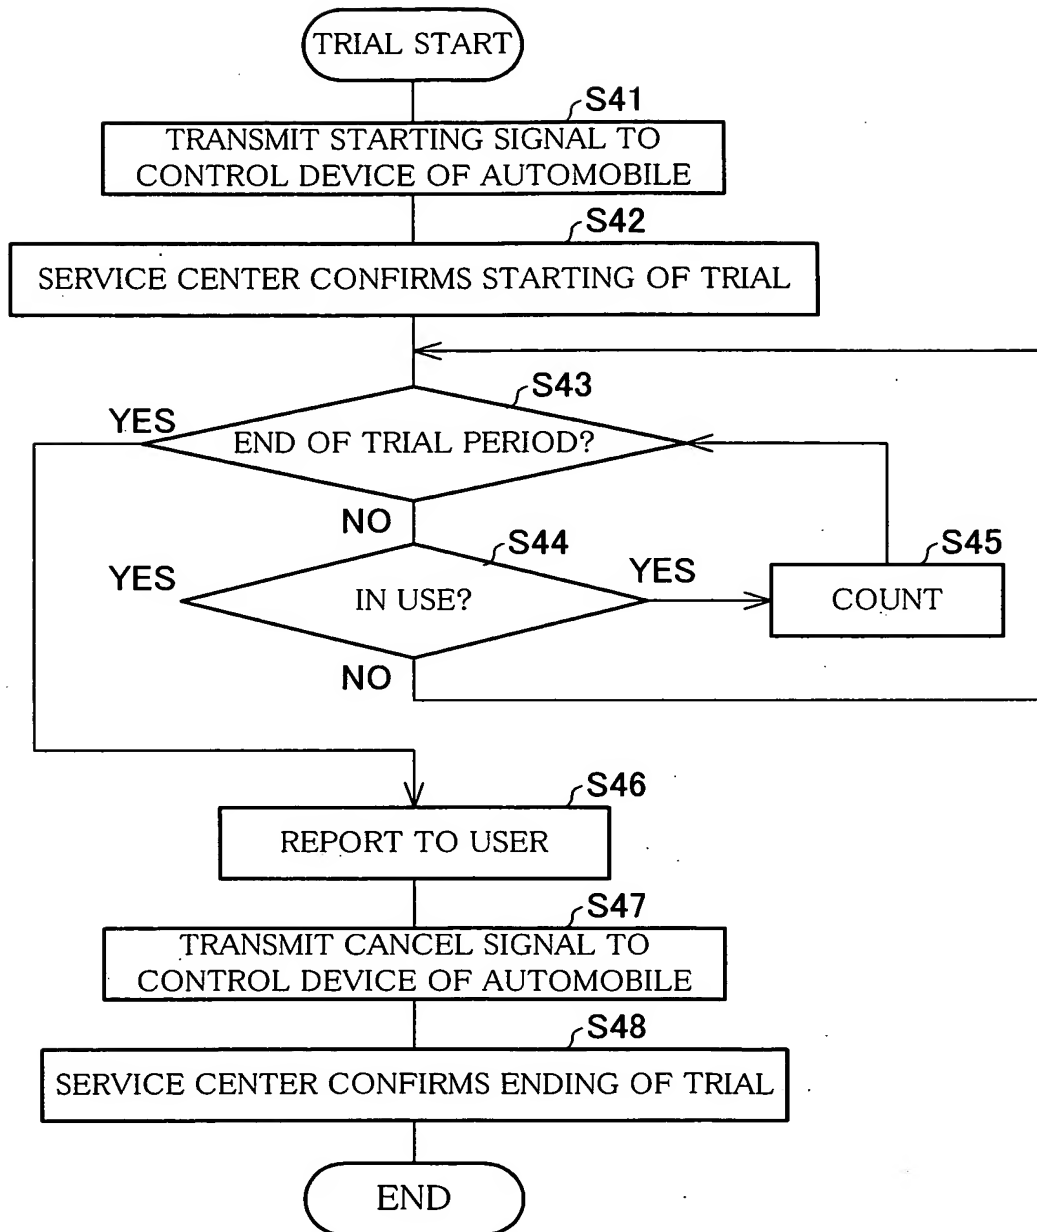 TRIAL START
S41
TRANSMIT STARTING SIGNAL TO
CONTROL DEVICE OF AUTOMOBILE
S42
SERVICE CENTER CONFIRMS STARTING OF TRIAL
S43
YES
END OF TRIAL PERIOD?
NO
S44
S45
YES
IN USE?
YES
COUNT
NO
S46
REPORT TO USER
S47
TRANSMIT CANCEL SIGNAL TO
CONTROL DEVICE OF AUTOMOBILE
S48
SERVICE CENTER CONFIRMS ENDING OF TRIAL
END